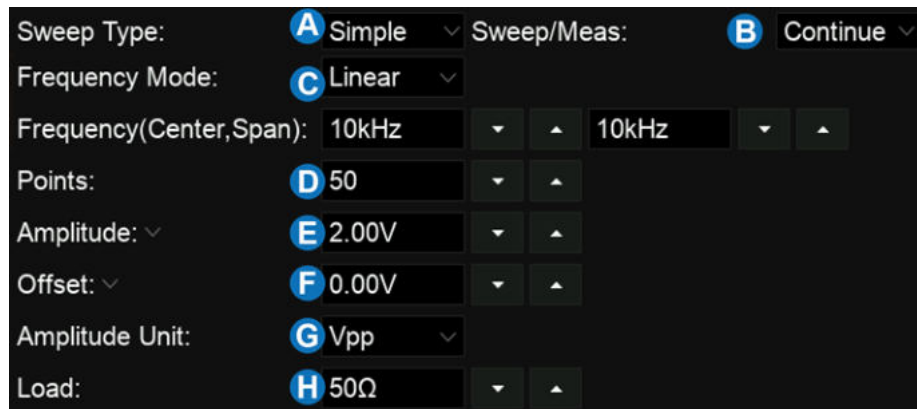 Sweep Type: A Simple Sweep/Meas: B Continue
Frequency Mode: C Linear
Frequency(Center,Span): 10kHz 10kHz
Points: D 50
Amplitude: E 2.00V
Offset: F 0.00V
Amplitude Unit: G Vpp
Load: H 50Ω